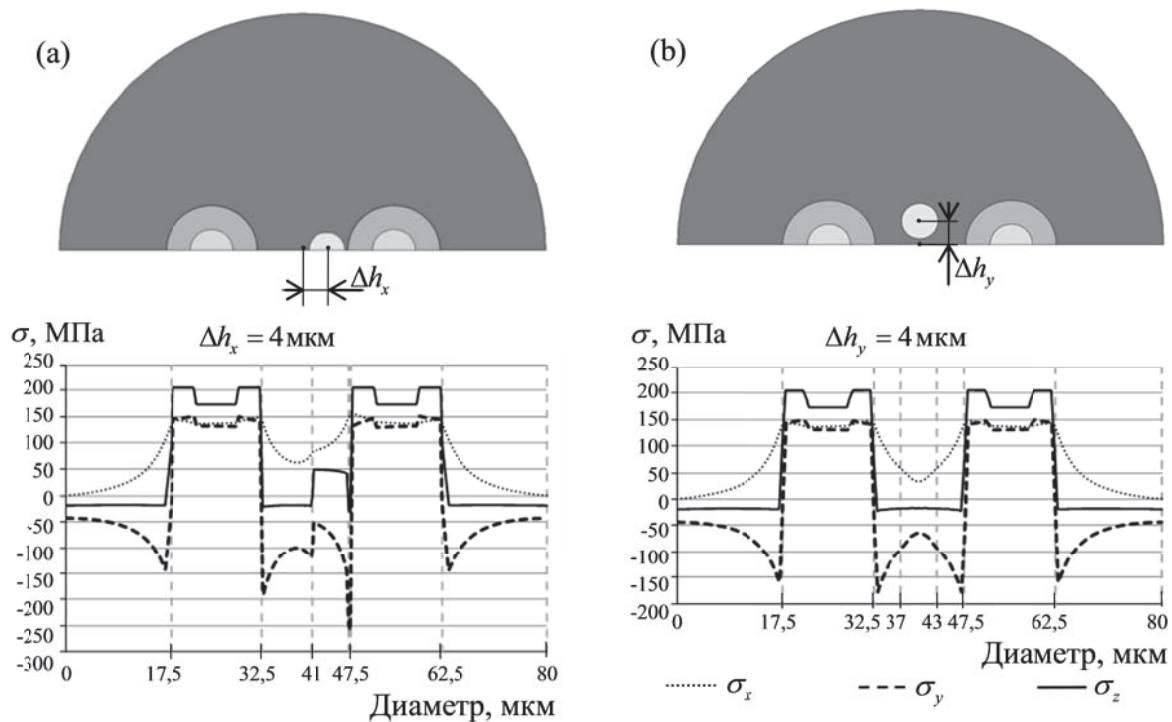 (a)
Δhₓ
σ, МПа
Δhₓ = 4 мкм
250
200
150
100
50
0
-50
-100
-150
-200
-250
-300
0 17,5 32,5 41 47,5 62,5 80
Диаметр, мкм
(b)
Δh_y
σ, МПа
Δh_y = 4 мкм
250
200
150
100
50
0
-50
-100
-150
-200
0 17,5 32,5 37 43 47,5 62,5 80
Диаметр, мкм
σₓ σ_y σ_z